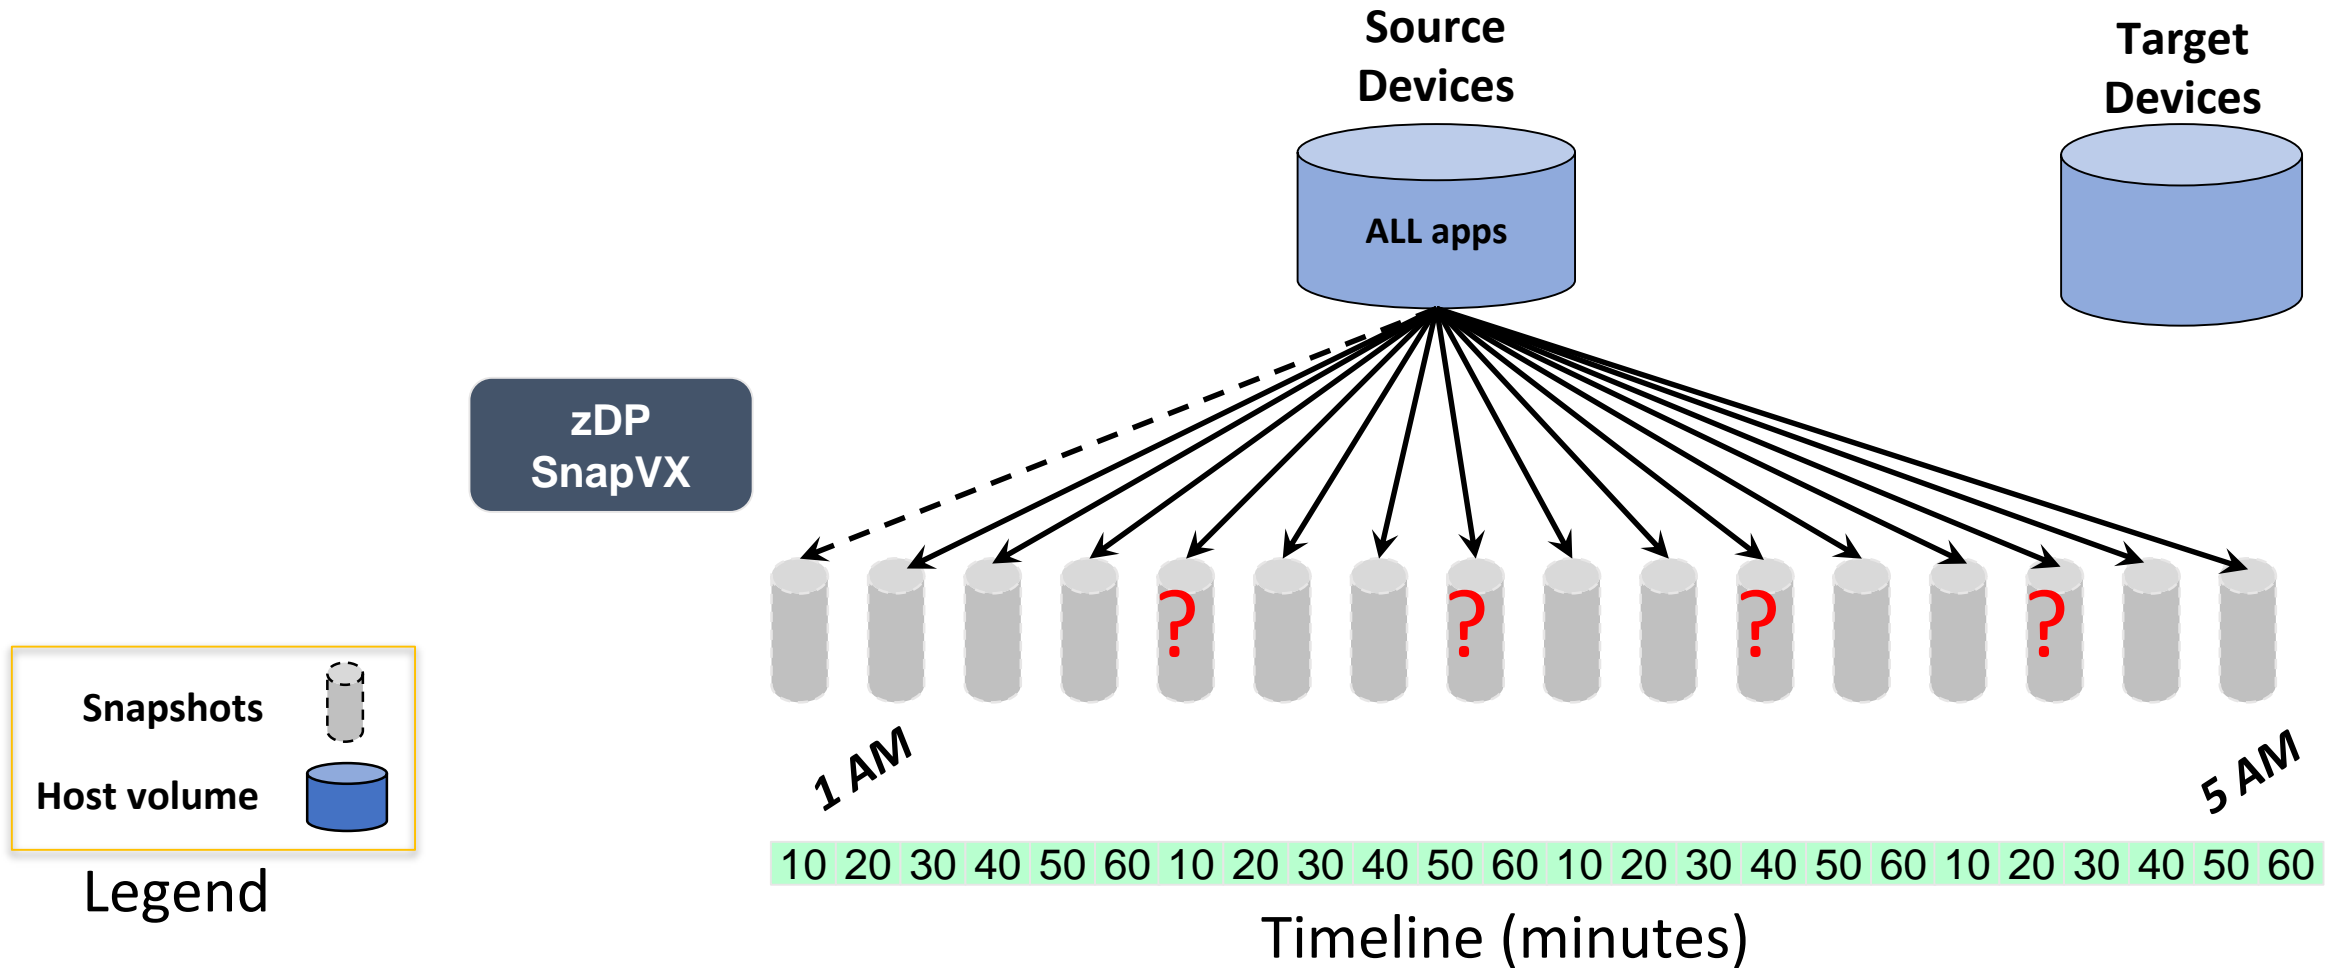 Source
Devices
Target
Devices
ALL apps
zDP
SnapVX
?
?
?
?
Snapshots
Host volume
Legend
1 AM
5 AM
10 20 30 40 50 60 10 20 30 40 50 60 10 20 30 40 50 60 10 20 30 40 50 60
Timeline (minutes)